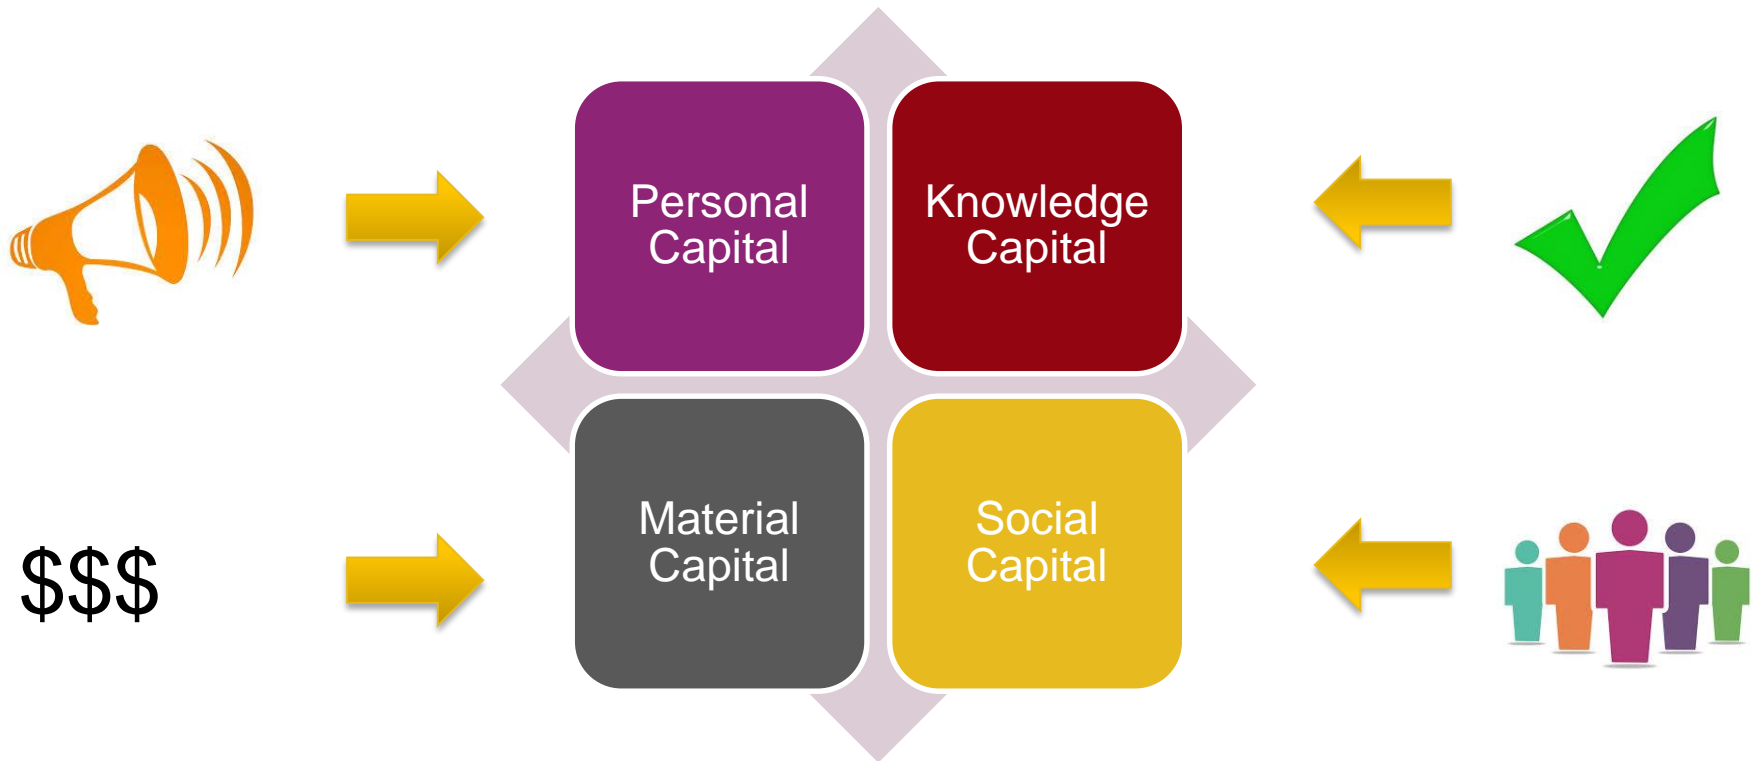 Personal
Capital
Knowledge
Capital
$$$
Material
Capital
Social
Capital